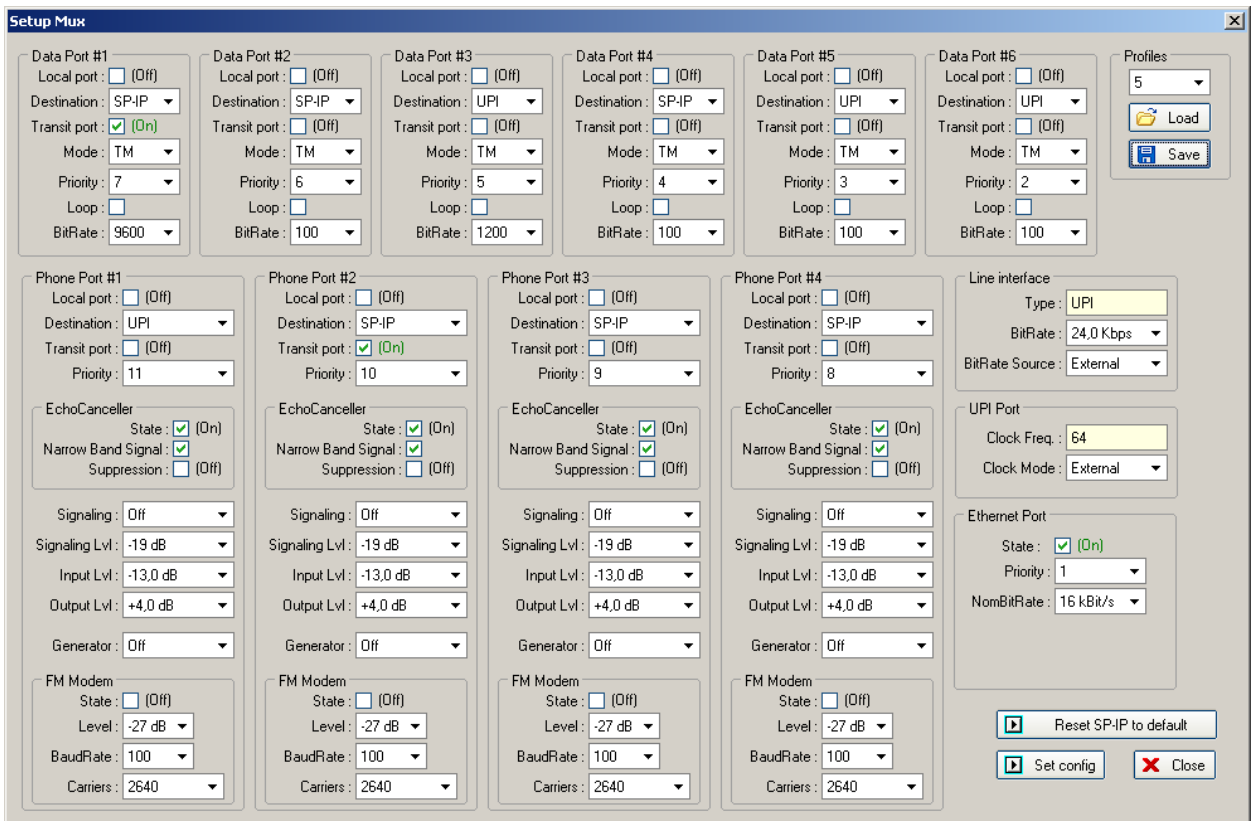 Setup Mux
Data Port #1 Data Port #2 Data Port #3 Data Port #4 Data Port #5 Data Port #6 Profiles
Local port : (Off) Local port : (Off) Local port : (Off) Local port : (Off) Local port : (Off) Local port : (Off) 5
Destination : SP-IP Destination : SP-IP Destination : UPI Destination : SP-IP Destination : UPI Destination : UPI Load
Transit port : (On) Transit port : (Off) Transit port : (Off) Transit port : (Off) Transit port : (Off) Transit port : (Off)
Mode : TM Mode : TM Mode : TM Mode : TM Mode : TM Mode : TM Save
Priority : 7 Priority : 6 Priority : 5 Priority : 4 Priority : 3 Priority : 2
Loop : Loop : Loop : Loop : Loop : Loop :
BitRate : 9600 BitRate : 100 BitRate : 1200 BitRate : 100 BitRate : 100 BitRate : 100
Phone Port #1 Phone Port #2 Phone Port #3 Phone Port #4 Line interface
Local port : (Off) Local port : (Off) Local port : (Off) Local port : (Off) Type : UPI
Destination : UPI Destination : SP-IP Destination : SP-IP Destination : SP-IP BitRate : 24,0 Kbps
Transit port : (Off) Transit port : (On) Transit port : (Off) Transit port : (Off) BitRate Source : External
Priority : 11 Priority : 10 Priority : 9 Priority : 8
EchoCanceller EchoCanceller EchoCanceller EchoCanceller UPI Port
State : (On) State : (On) State : (On) State : (On) Clock Freq. : 64
Narrow Band Signal : Narrow Band Signal : Narrow Band Signal : Narrow Band Signal :
Suppression : (Off) Suppression : (Off) Suppression : (Off) Suppression : (Off) Clock Mode : External
Signaling : Off Signaling : Off Signaling : Off Signaling : Off Ethernet Port
Signaling Lvl : -19 dB Signaling Lvl : -19 dB Signaling Lvl : -19 dB Signaling Lvl : -19 dB State : (On)
Input Lvl : -13,0 dB Input Lvl : -13,0 dB Input Lvl : -13,0 dB Input Lvl : -13,0 dB Priority : 1
Output Lvl : +4,0 dB Output Lvl : +4,0 dB Output Lvl : +4,0 dB Output Lvl : +4,0 dB NomBitRate : 16 kBit/s
Generator : Off Generator : Off Generator : Off Generator : Off
FM Modem FM Modem FM Modem FM Modem
State : (Off) State : (Off) State : (Off) State : (Off)
Level : -27 dB Level : -27 dB Level : -27 dB Level : -27 dB Reset SP-IP to default
BaudRate : 100 BaudRate : 100 BaudRate : 100 BaudRate : 100 Set config Close
Carriers : 2640 Carriers : 2640 Carriers : 2640 Carriers : 2640